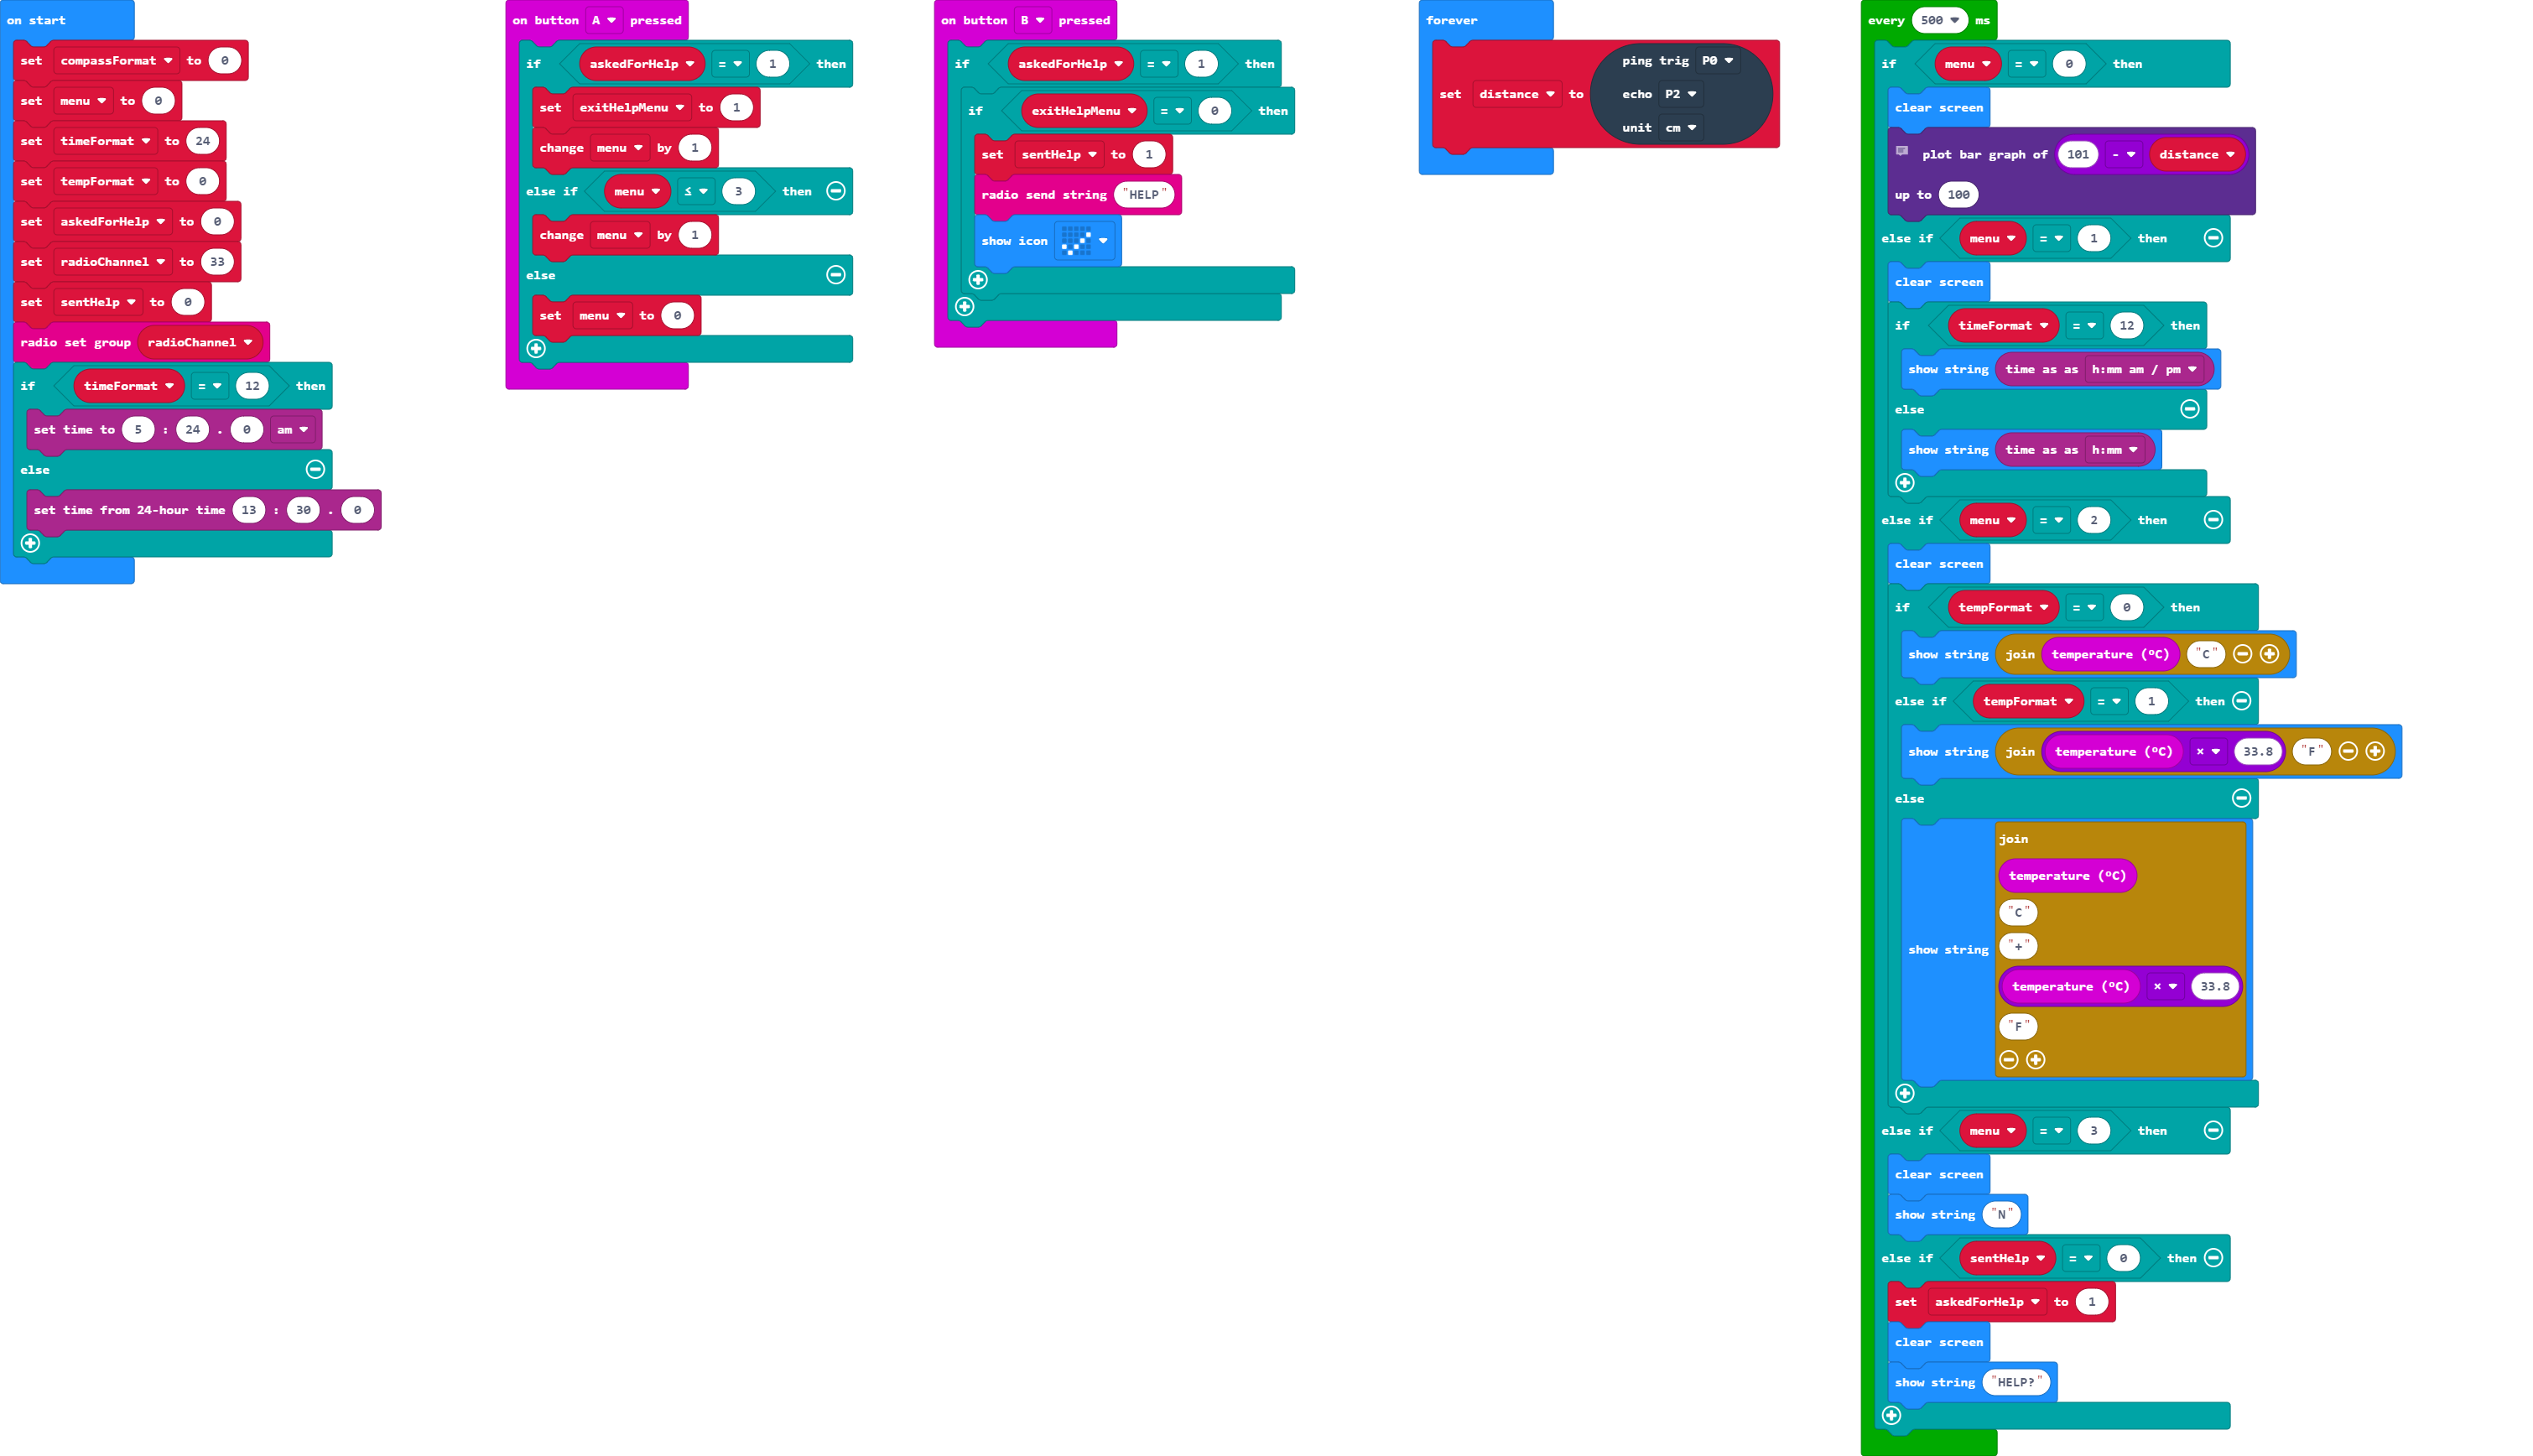 on start
set compassFormat to 0
set menu to 0
set timeFormat to 24
set tempFormat to 0
set askedForHelp to 0
set radioChannel to 33
set sentHelp to 0
radio set group radioChannel
if timeFormat = 12 then
set time to 5 : 24 . 0 am
else
set time from 24-hour time 13 : 30 . 0
on button A pressed
if askedForHelp = 1 then
set exitHelpMenu to 1
change menu by 1
else if menu ≤ 3 then
change menu by 1
else
set menu to 0
on button B pressed
if askedForHelp = 1 then
if exitHelpMenu = 0 then
set sentHelp to 1
radio send string "HELP"
show icon
forever
set distance to ping trig P0
echo P2
unit cm
every 500 ms
if menu = 0 then
clear screen
plot bar graph of 101 - distance
up to 100
else if menu = 1 then
clear screen
if timeFormat = 12 then
show string time as as h:mm am / pm
else
show string time as as h:mm
else if menu = 2 then
clear screen
if tempFormat = 0 then
show string join temperature (°C) "C"
else if tempFormat = 1 then
show string join temperature (°C) × 33.8 "F"
else
show string join
temperature (°C)
"C"
"+"
temperature (°C) × 33.8
"F"
else if menu = 3 then
clear screen
show string "N"
else if sentHelp = 0 then
set askedForHelp to 1
clear screen
show string "HELP?"